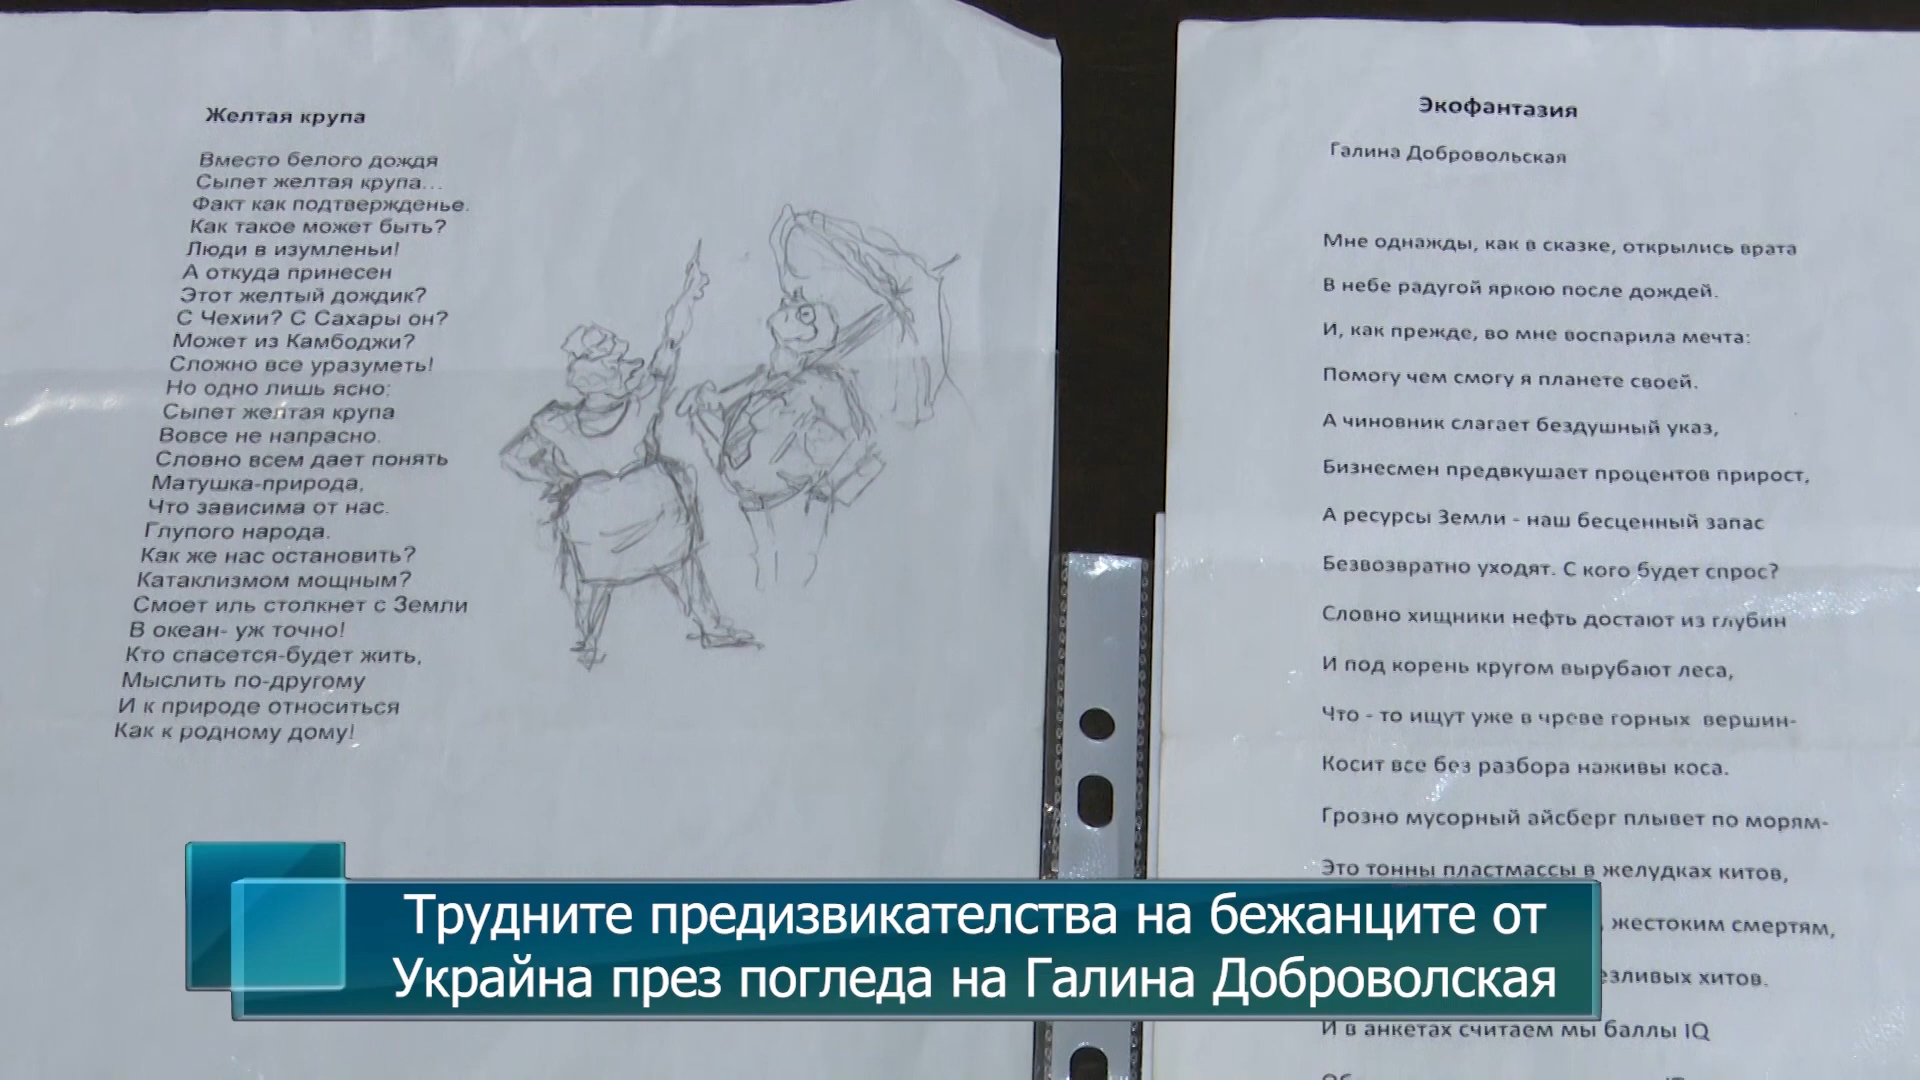 Желтая крупа
Вместо белого дождя
Сыпет желтая крупа...
Факт как подтвержденье.
Как такое может быть?
Люди в изумленьи!
А откуда принесен
Этот желтый дождик?
С Чехии? С Сахары он?
Может из Камбоджи?
Сложно все уразуметь!
Но одно лишь ясно:
Сыпет желтая крупа
Вовсе не напрасно.
Словно всем дает понять
Матушка-природа,
Что зависима от нас.
Глупого народа.
Как же нас остановить?
Катаклизмом мощным?
Смоет иль столкнет с Земли
В океан- уж точно!
Кто спасется-будет жить,
Мыслить по-другому
И к природе относиться
Как к родному дому!
Экофантазия
Галина Добровольская
Мне однажды, как в сказке, открылись врата
В небе радугой яркою после дождей.
И, как прежде, во мне воспарила мечта:
Помогу чем смогу я планете своей.
А чиновник слагает бездушный указ,
Бизнесмен предвкушает процентов прирост,
А ресурсы Земли - наш бесценный запас
Безвозвратно уходят. С кого будет спрос?
Словно хищники нефть достают из глубин
И под корень кругом вырубают леса,
Что - то ищут уже в чреве горных вершин-
Косит все без разбора наживы коса.
Грозно мусорный айсберг плывет по морям-
Это тонны пластмассы в желудках китов,
жестоким смертям,
езливых хитов.
И в анкетах считаем мы баллы IQ
Трудните предизвикателства на бежанците от
Украйна през погледа на Галина Доброволская